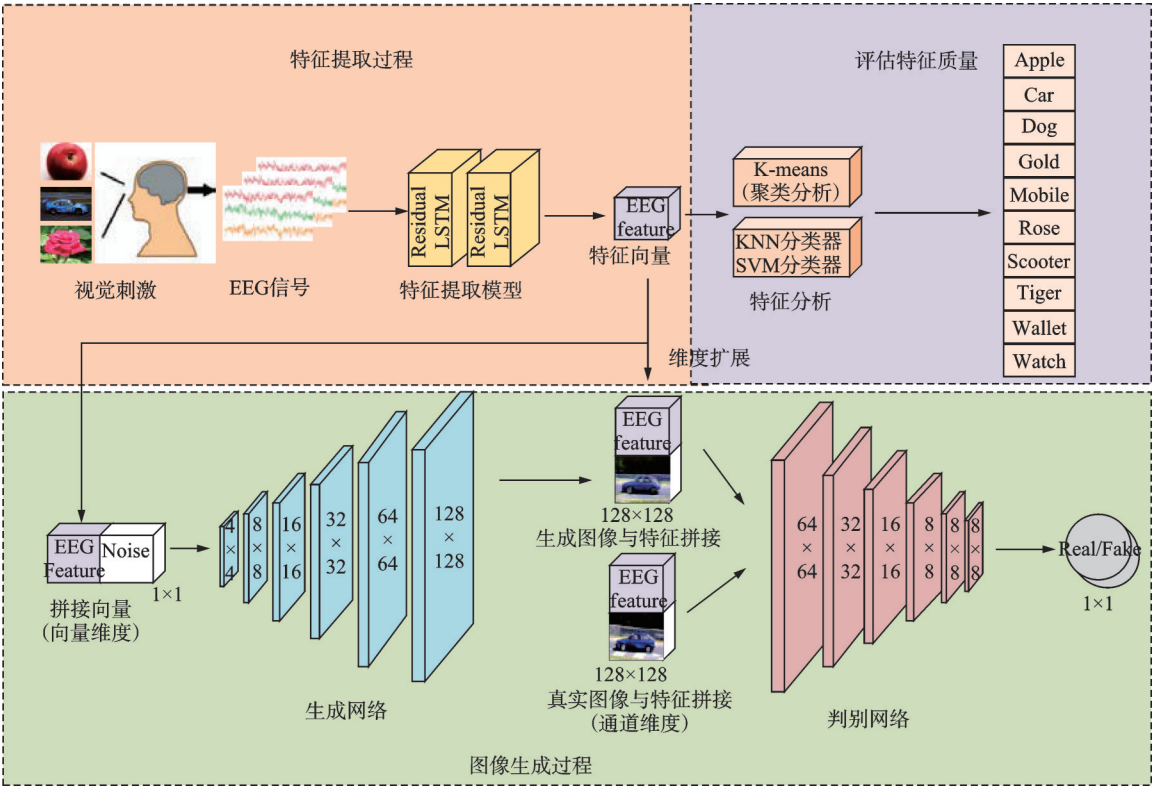 特征提取过程
评估特征质量
Apple
Car
Dog
Gold
Mobile
Rose
Scooter
Tiger
Wallet
Watch
视觉刺激
EEG信号
Residual
LSTM
Residual
LSTM
特征提取模型
EEG
feature
特征向量
K-means
（聚类分析）
KNN分类器
SVM分类器
特征分析
维度扩展
EEG
Feature
Noise
1×1
拼接向量
（向量维度）
4
×
4
8
×
8
16
×
16
32
×
32
64
×
64
128
×
128
生成网络
EEG
feature
128×128
生成图像与特征拼接
EEG
feature
128×128
真实图像与特征拼接
（通道维度）
64
×
64
32
×
32
16
×
16
8
×
8
8
×
8
8
×
8
判别网络
Real/Fake
1×1
图像生成过程